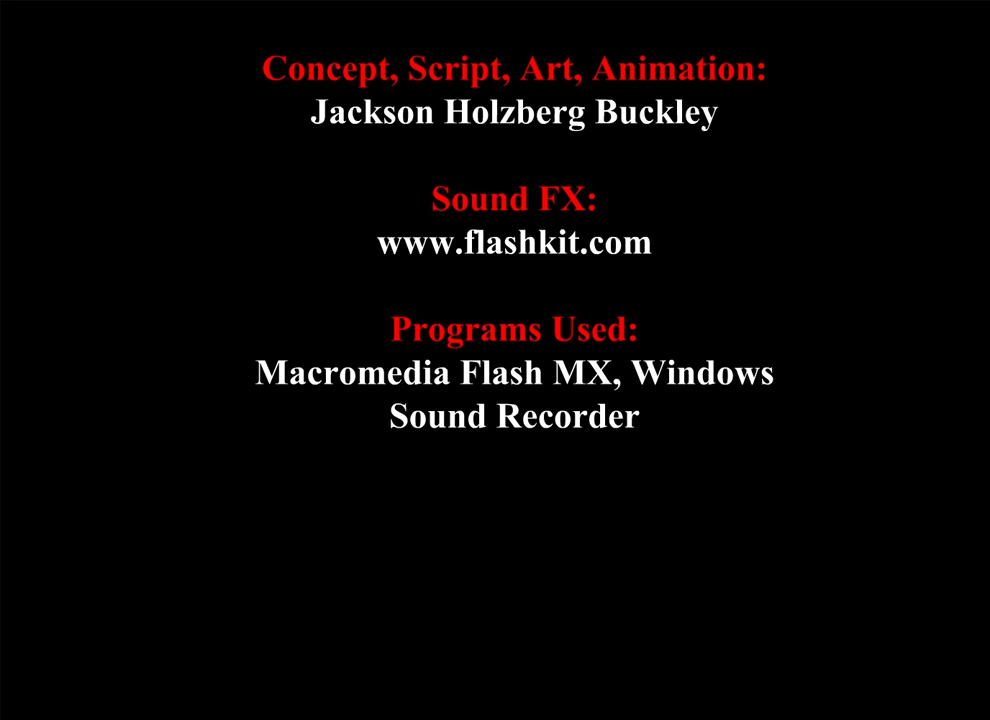 Concept, Script, Art, Animation:
Jackson Holzberg Buckley
Sound FX:
www.flashkit.com
Programs Used:
Macromedia Flash MX, Windows
Sound Recorder